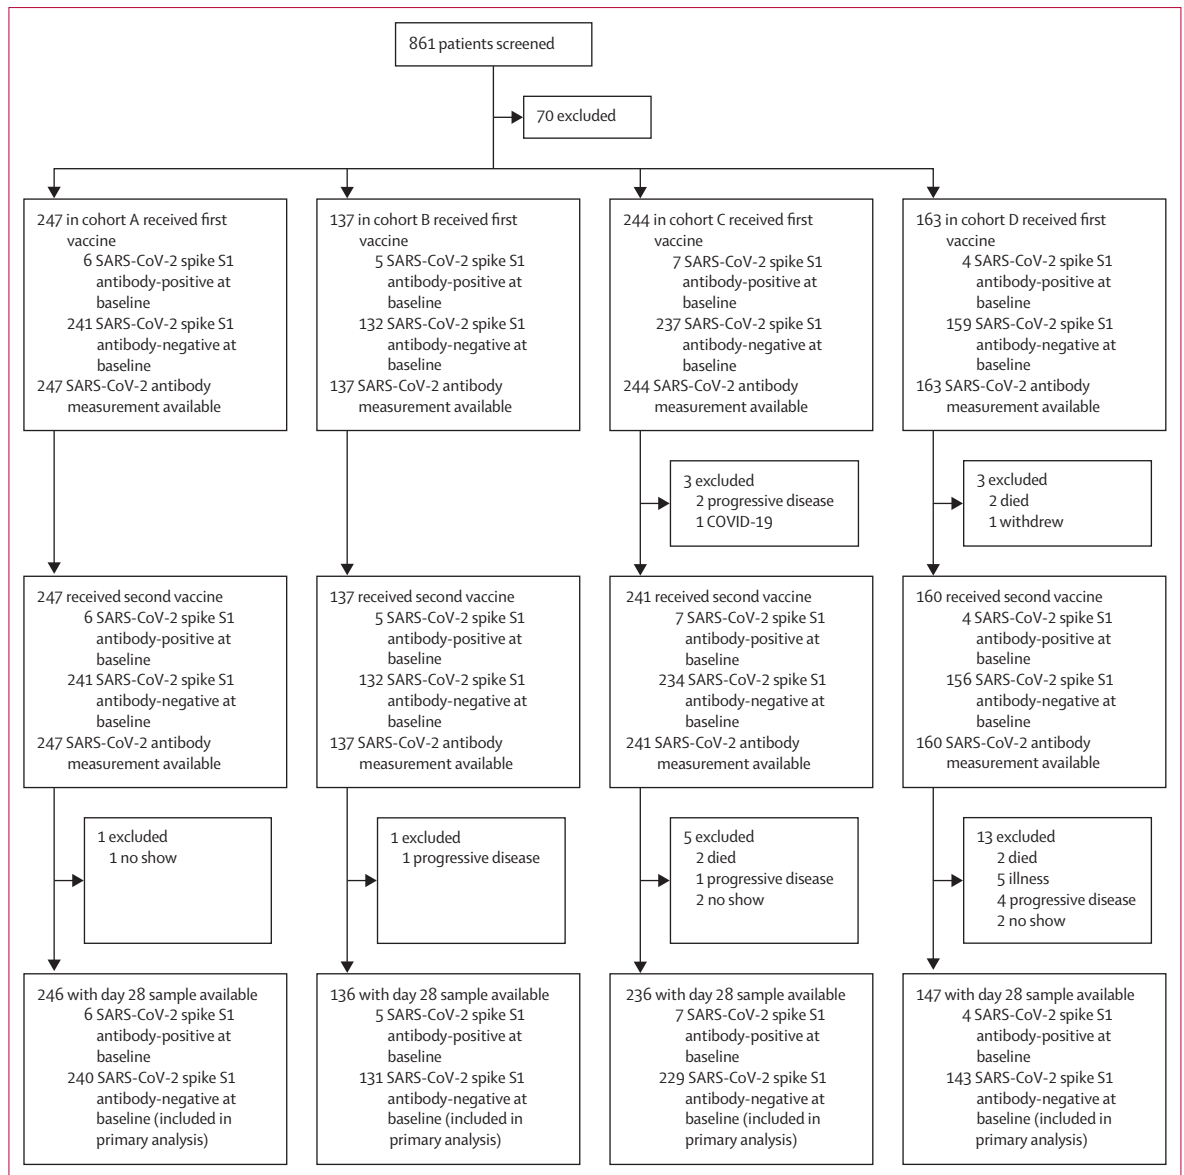 861 patients screened
70 excluded
247 in cohort A received first
vaccine
6 SARS-CoV-2 spike S1
antibody-positive at
baseline
241 SARS-CoV-2 spike S1
antibody-negative at
baseline
247 SARS-CoV-2 antibody
measurement available
137 in cohort B received first
vaccine
5 SARS-CoV-2 spike S1
antibody-positive at
baseline
132 SARS-CoV-2 spike S1
antibody-negative at
baseline
137 SARS-CoV-2 antibody
measurement available
244 in cohort C received first
vaccine
7 SARS-CoV-2 spike S1
antibody-positive at
baseline
237 SARS-CoV-2 spike S1
antibody-negative at
baseline
244 SARS-CoV-2 antibody
measurement available
163 in cohort D received first
vaccine
4 SARS-CoV-2 spike S1
antibody-positive at
baseline
159 SARS-CoV-2 spike S1
antibody-negative at
baseline
163 SARS-CoV-2 antibody
measurement available
3 excluded
2 progressive disease
1 COVID-19
3 excluded
2 died
1 withdrew
247 received second vaccine
6 SARS-CoV-2 spike S1
antibody-positive at
baseline
241 SARS-CoV-2 spike S1
antibody-negative at
baseline
247 SARS-CoV-2 antibody
measurement available
137 received second vaccine
5 SARS-CoV-2 spike S1
antibody-positive at
baseline
132 SARS-CoV-2 spike S1
antibody-negative at
baseline
137 SARS-CoV-2 antibody
measurement available
241 received second vaccine
7 SARS-CoV-2 spike S1
antibody-positive at
baseline
234 SARS-CoV-2 spike S1
antibody-negative at
baseline
241 SARS-CoV-2 antibody
measurement available
160 received second vaccine
4 SARS-CoV-2 spike S1
antibody-positive at
baseline
156 SARS-CoV-2 spike S1
antibody-negative at
baseline
160 SARS-CoV-2 antibody
measurement available
1 excluded
1 no show
1 excluded
1 progressive disease
5 excluded
2 died
1 progressive disease
2 no show
13 excluded
2 died
5 illness
4 progressive disease
2 no show
246 with day 28 sample available
6 SARS-CoV-2 spike S1
antibody-positive at
baseline
240 SARS-CoV-2 spike S1
antibody-negative at
baseline (included in
primary analysis)
136 with day 28 sample available
5 SARS-CoV-2 spike S1
antibody-positive at
baseline
131 SARS-CoV-2 spike S1
antibody-negative at
baseline (included in
primary analysis)
236 with day 28 sample available
7 SARS-CoV-2 spike S1
antibody-positive at
baseline
229 SARS-CoV-2 spike S1
antibody-negative at
baseline (included in
primary analysis)
147 with day 28 sample available
4 SARS-CoV-2 spike S1
antibody-positive at
baseline
143 SARS-CoV-2 spike S1
antibody-negative at
baseline (included in
primary analysis)